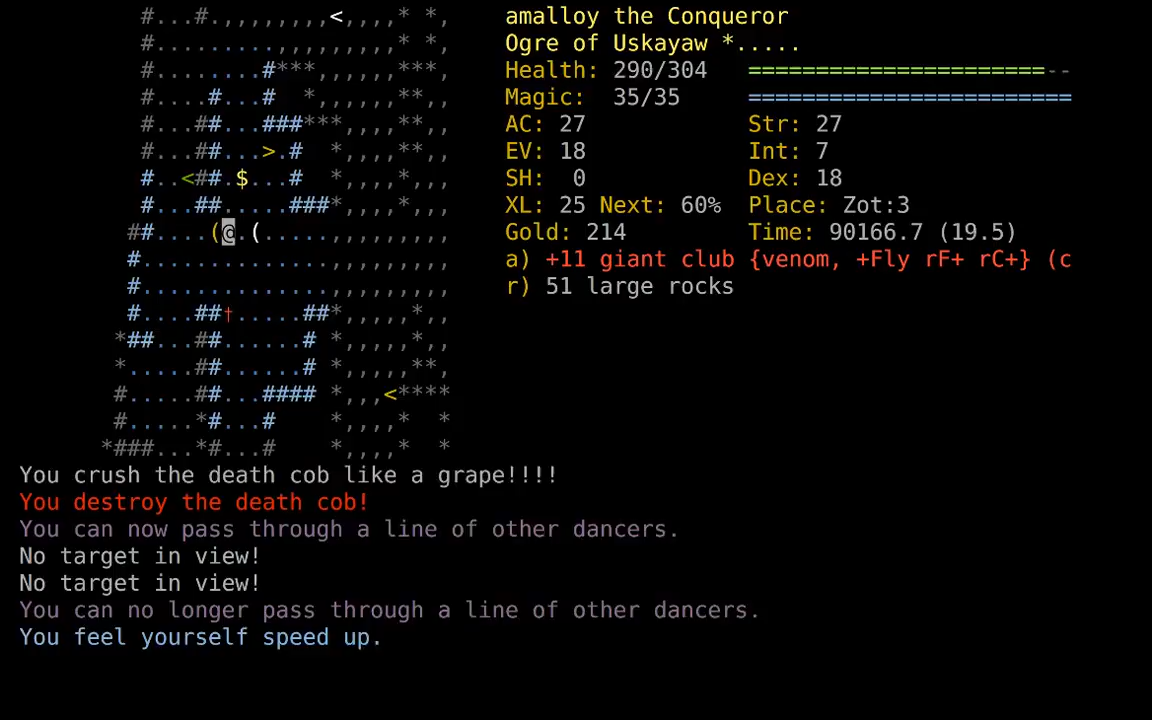 #...#.,,,,,,,,<,,,,* *,
amalloy the Conqueror
#.........,,,,,,,,,* *,
Ogre of Uskayaw *.....
#........#***,,,,,,***,
Health: 290/304 ======================--
#....#...#  *,,,,,,**,,
Magic:  35/35 ========================
#...##...###***,,,,**,,
AC: 27 Str: 27
#...##...>.#  *,,,,**,,
EV: 18 Int: 7
#..<##.$...#  *,,,,*,,,
SH:  0 Dex: 18
#...##.....###*,,,,*,,,
XL: 25 Next: 60% Place: Zot:3
##....(@.(.....,,,,,,,,,
Gold: 214 Time: 90166.7 (19.5)
#..............,,,,,,,,,
a) +11 giant club {venom, +Fly rF+ rC+} (c
#..............,,,,,,,,,
r) 51 large rocks
#....##†.....##*,,,,,*,,
*##...##......#  *,,,,,*,,
*.....##......#  *,,,,,**,
#.....##...#### *,,,<****
#.....*#...#    *,,,,*  *
*###...*#...#    *,,,,*  *
You crush the death cob like a grape!!!!
You destroy the death cob!
You can now pass through a line of other dancers.
No target in view!
No target in view!
You can no longer pass through a line of other dancers.
You feel yourself speed up.